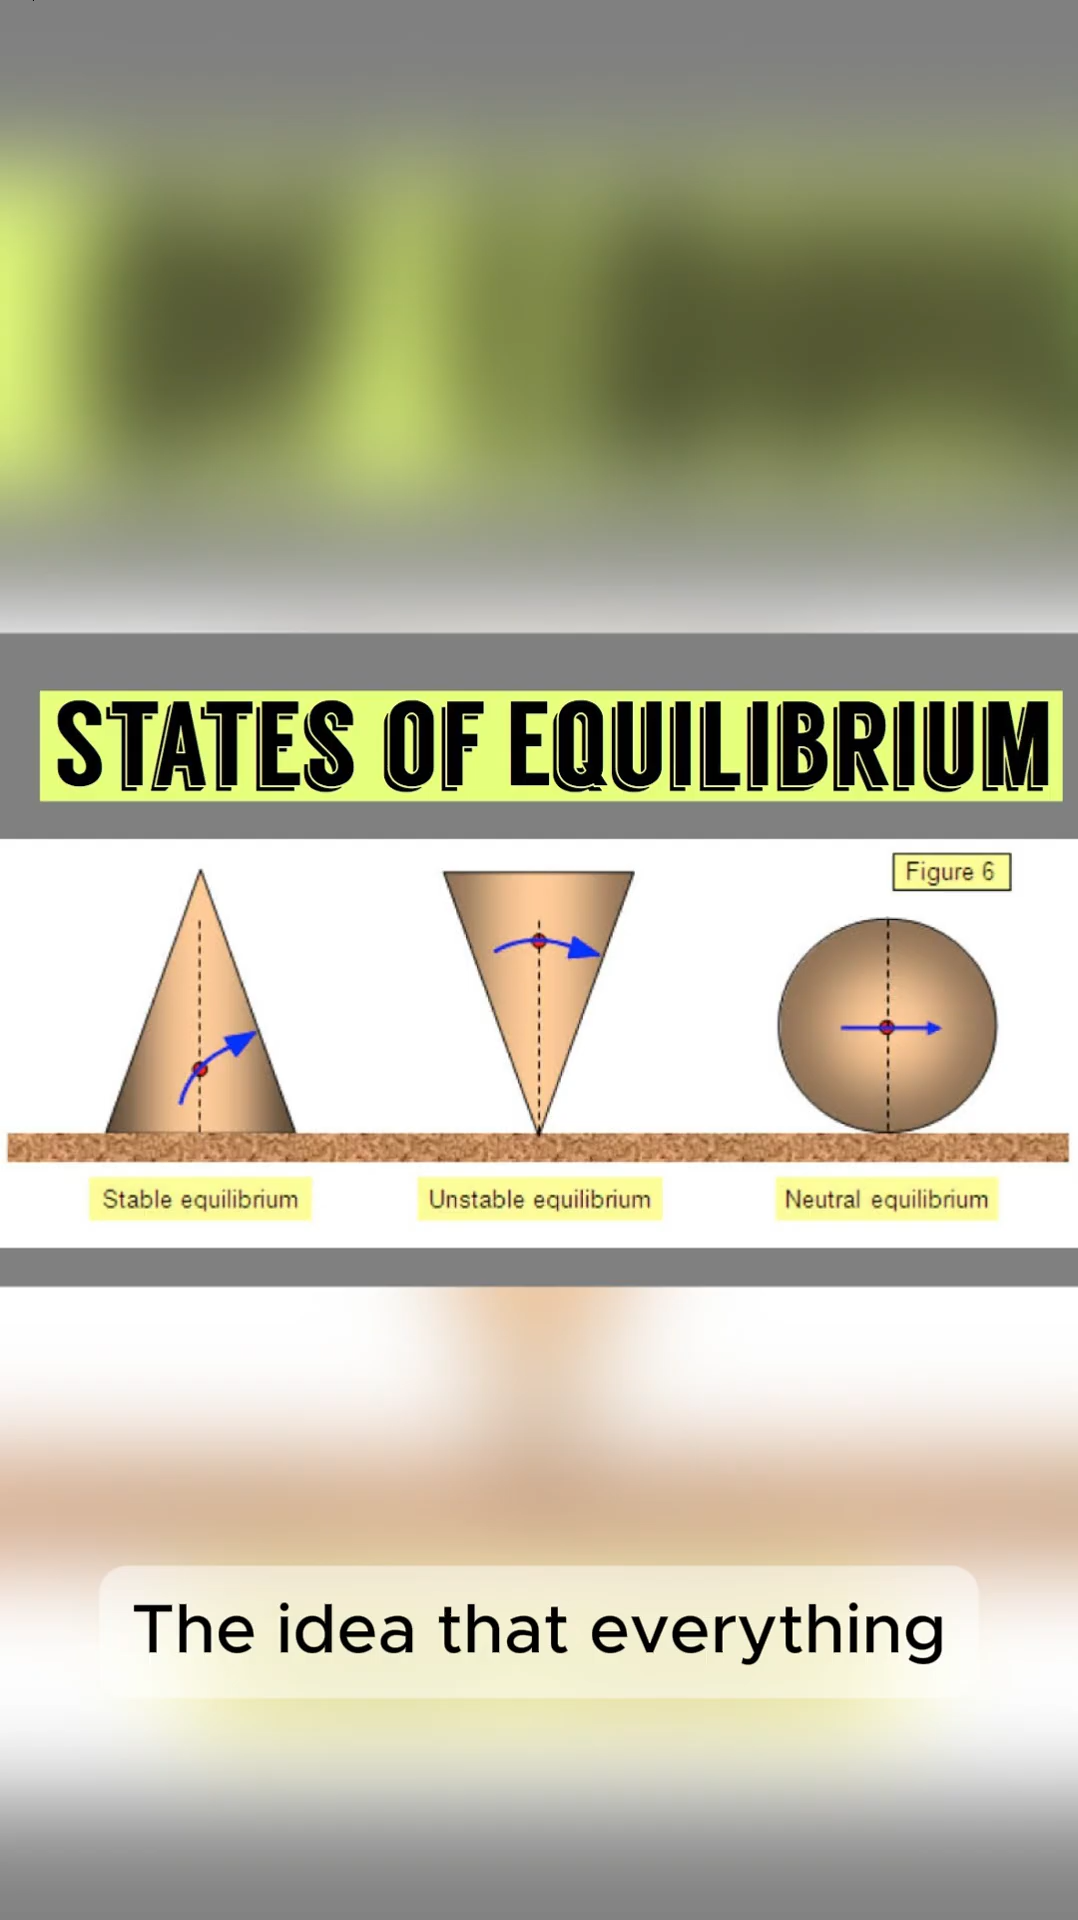 STATES OF EQUILIBRIUM
Figure 6
Stable equilibrium
Unstable equilibrium
Neutral equilibrium
The idea that everything